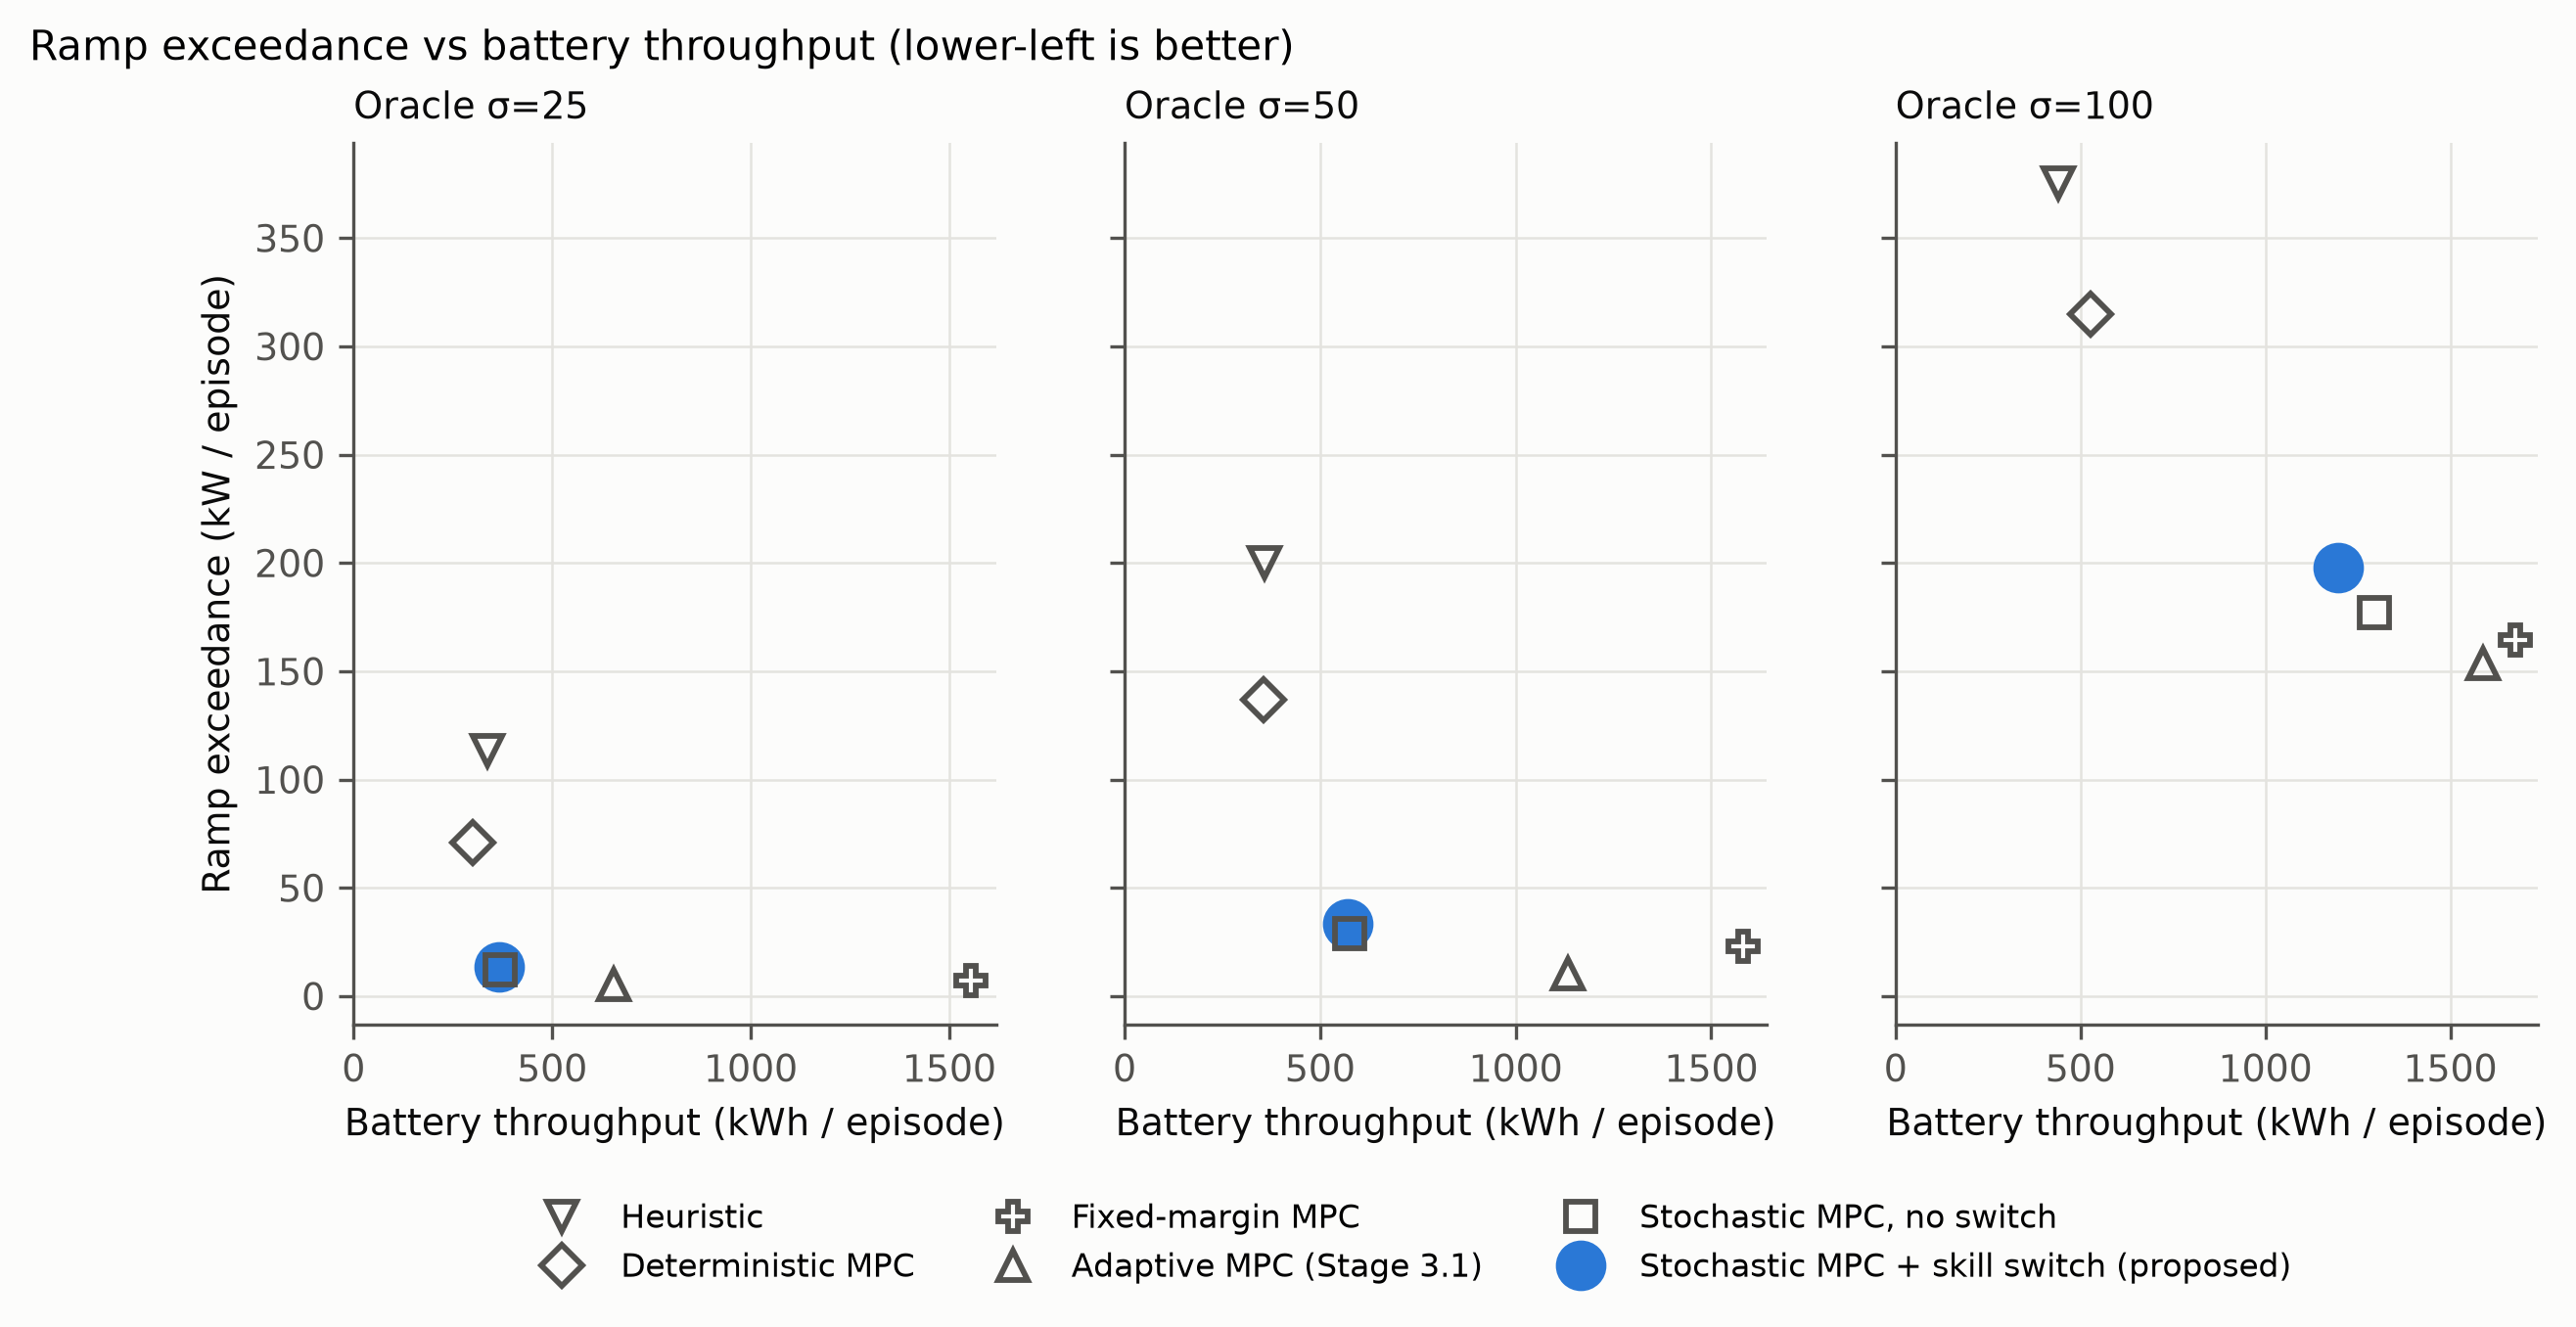 Ramp exceedance vs battery throughput (lower-left is better)
Oracle σ=25
Oracle σ=50
Oracle σ=100
Ramp exceedance (kW / episode)
350
300
250
200
150
100
50
0
0 500 1000 1500
0 500 1000 1500
0 500 1000 1500
Battery throughput (kWh / episode)
Battery throughput (kWh / episode)
Battery throughput (kWh / episode)
Heuristic
Deterministic MPC
Fixed-margin MPC
Adaptive MPC (Stage 3.1)
Stochastic MPC, no switch
Stochastic MPC + skill switch (proposed)